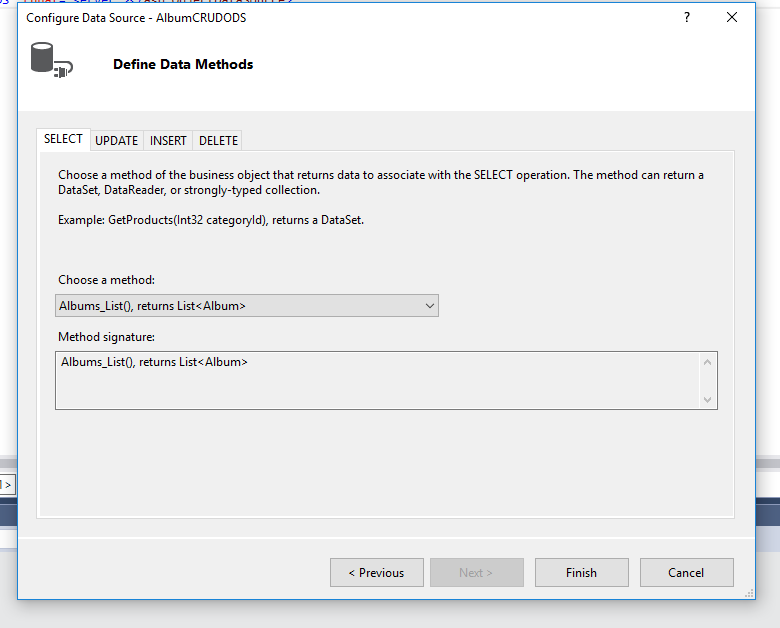 Configure Data Source - AlbumCRUDODS ? ×
Define Data Methods
SELECT UPDATE INSERT DELETE
Choose a method of the business object that returns data to associate with the SELECT operation. The method can return a
DataSet, DataReader, or strongly-typed collection.
Example: GetProducts(Int32 categoryId), returns a DataSet.
Choose a method:
Albums_List(), returns List<Album>
Method signature:
Albums_List(), returns List<Album>
< Previous Next > Finish Cancel